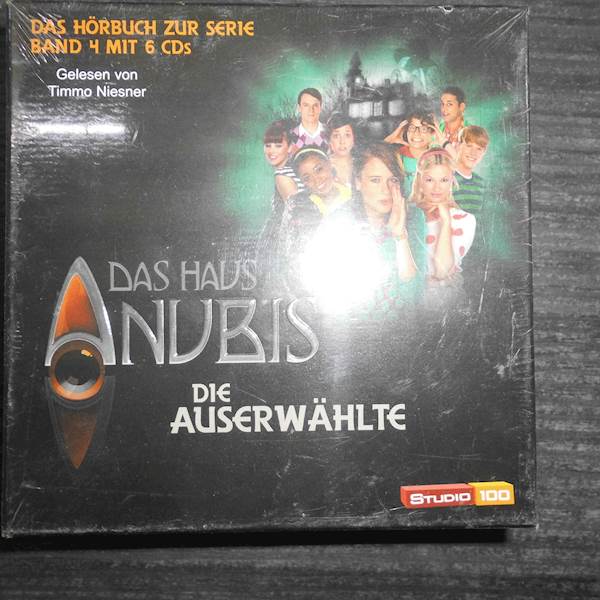 DAS HÖRBUCH ZUR SERIE
BAND 4 MIT 6 CDs
Gelesen von
Timmo Niesner
DAS HAUS
ANUBIS
DIE
AUSERWÄHLTE
STUDIO 100